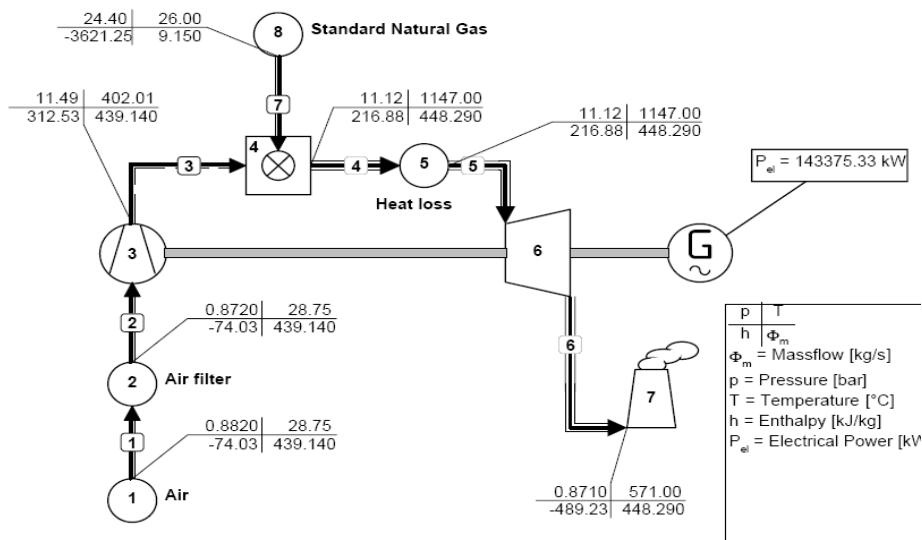 24.40 26.00
-3621.25 9.150
8
Standard Natural Gas
7
11.49 402.01
312.53 439.140
11.12 1147.00
216.88 448.290
11.12 1147.00
216.88 448.290
4
3
4
5
5
Heat loss
P_el = 143375.33 kW
3
6
G
2
0.8720 28.75
-74.03 439.140
2
Air filter
6
7
1
0.8820 28.75
-74.03 439.140
1
Air
0.8710 571.00
-489.23 448.290
p T
h Φ_m
Φ_m = Massflow [kg/s]
p = Pressure [bar]
T = Temperature [°C]
h = Enthalpy [kJ/kg]
P_el = Electrical Power [kW